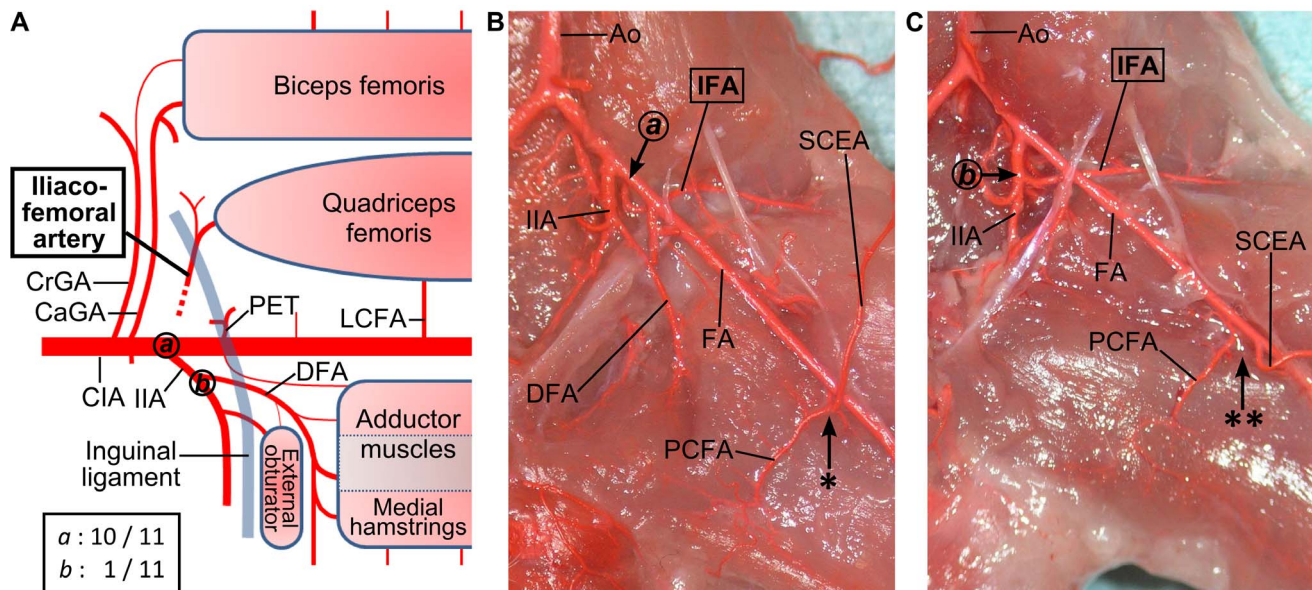 A
Biceps femoris
Iliaco-
femoral
artery
Quadriceps
femoris
CrGA
CaGA
PET
LCFA
a
CIA
IIA
b
DFA
Inguinal
ligament
External
obturator
Adductor
muscles
Medial
hamstrings
a : 10 / 11
b : 1 / 11
B
Ao
IFA
a
SCEA
IIA
FA
DFA
PCFA
*
C
Ao
IFA
b
IIA
FA
SCEA
PCFA
**